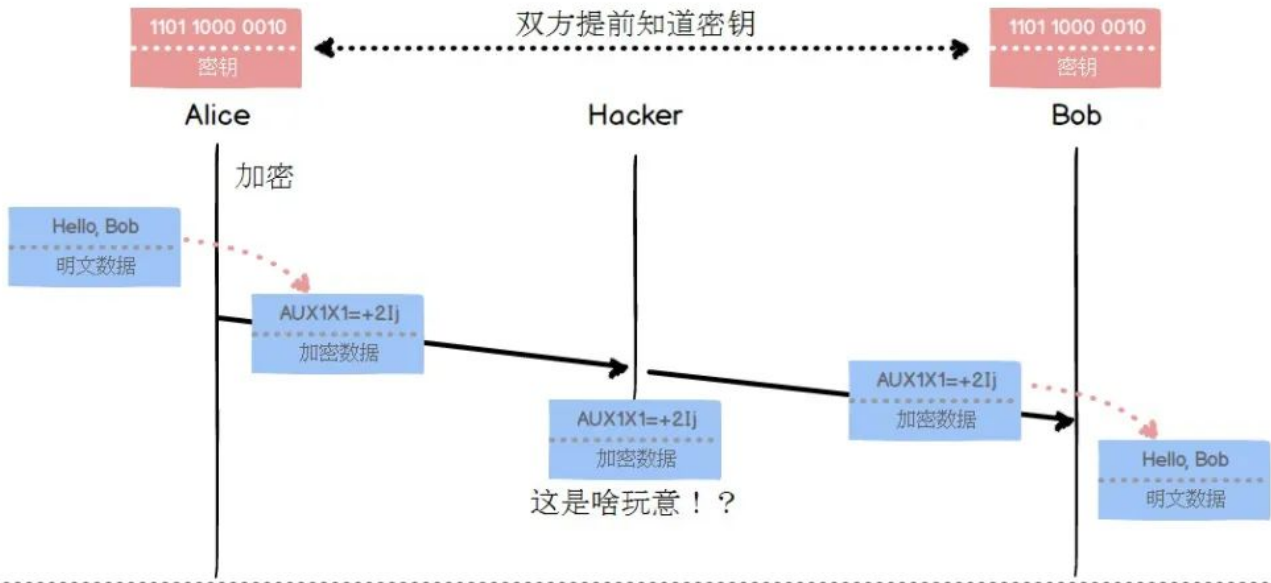 1101 1000 0010
密钥
双方提前知道密钥
1101 1000 0010
密钥
Alice
Hacker
Bob
加密
Hello, Bob
明文数据
AUX1X1=+2Ij
加密数据
AUX1X1=+2Ij
加密数据
AUX1X1=+2Ij
加密数据
这是啥玩意！？
Hello, Bob
明文数据